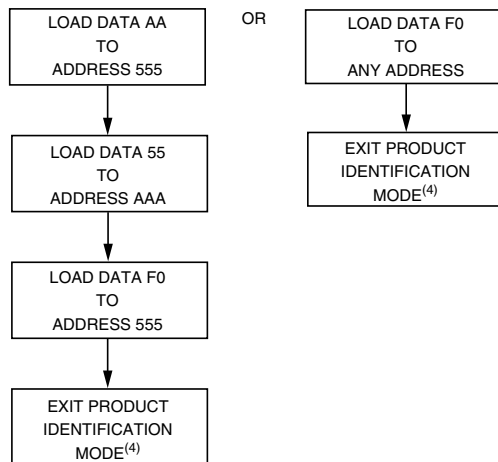 LOAD DATA AA
TO
ADDRESS 555
LOAD DATA 55
TO
ADDRESS AAA
LOAD DATA F0
TO
ADDRESS 555
EXIT PRODUCT
IDENTIFICATION
MODE(4)
OR
LOAD DATA F0
TO
ANY ADDRESS
EXIT PRODUCT
IDENTIFICATION
MODE(4)